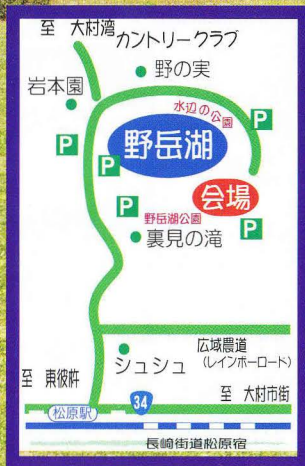 至 大村湾カントリークラブ
野の実
岩本園
水辺の公園
P
P
P
野岳湖
会場
P
P
野岳湖公園
裏見の滝
広域農道
(レインボーロード)
シュシュ
至 東彼杵
34
至 大村市街
松原駅
長崎街道松原宿